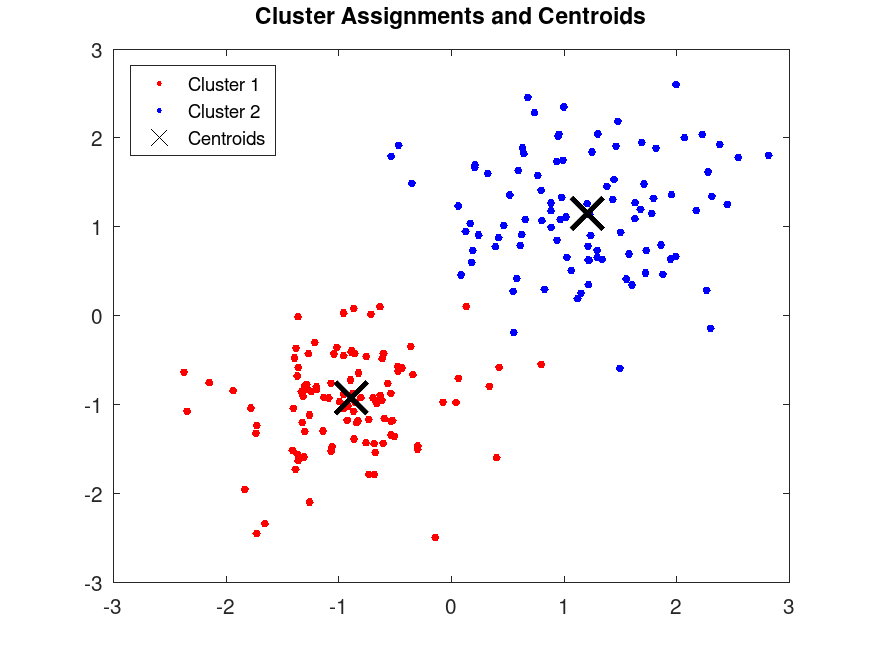 Cluster Assignments and Centroids
3
Cluster 1
Cluster 2
2
Centroids
1
0
-1
-2
-3
-3 -2 -1 0 1 2 3